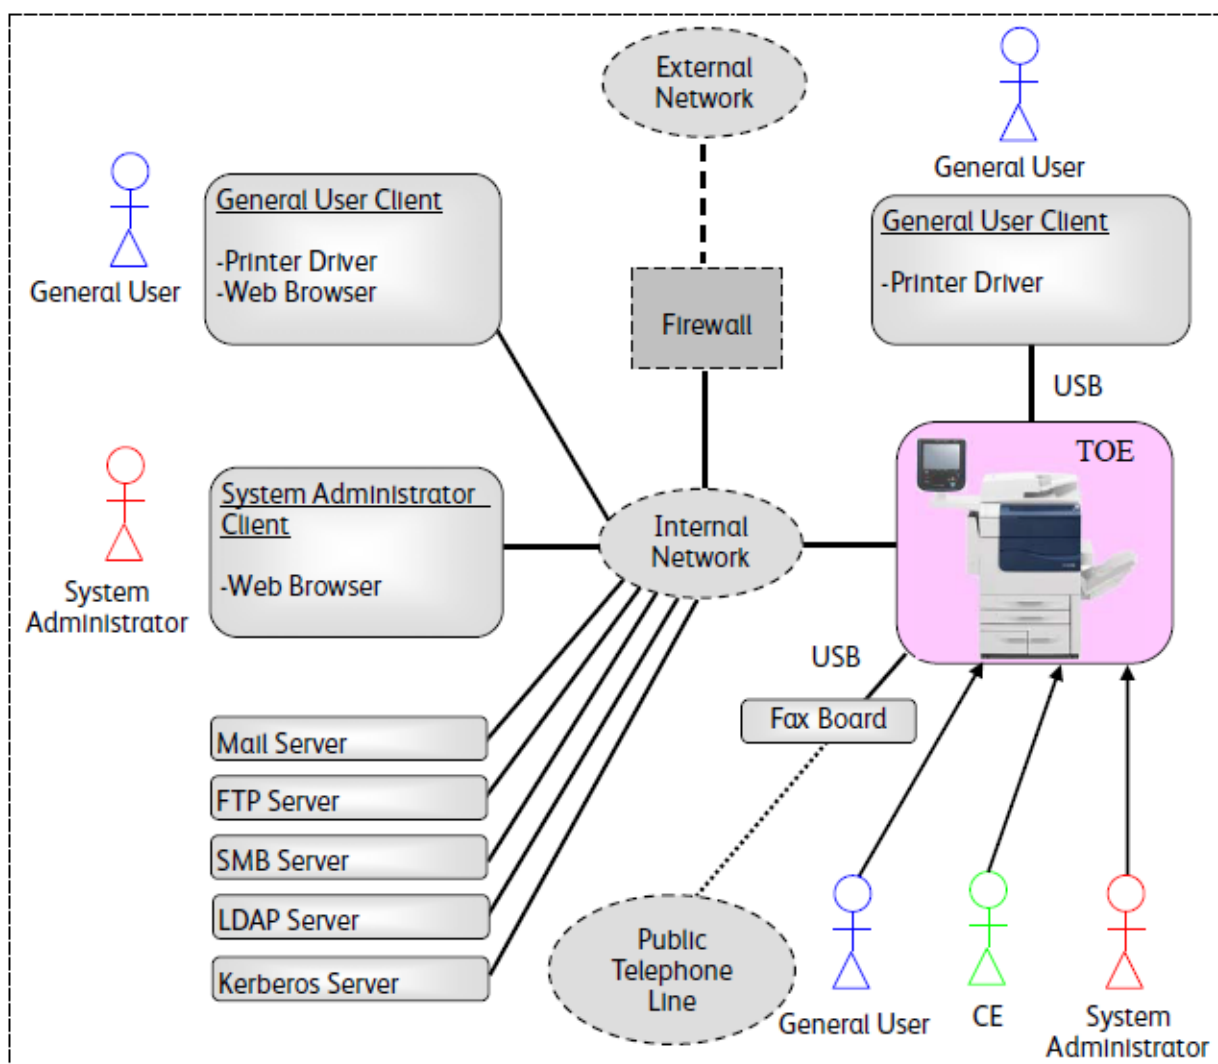 External
Network
General User
General User Client
-Printer Driver
-Web Browser
General User
General User Client
-Printer Driver
Firewall
USB
TOE
System Administrator
Client
-Web Browser
System
Administrator
Internal
Network
USB
Fax Board
Mail Server
FTP Server
SMB Server
LDAP Server
Kerberos Server
Public
Telephone
Line
General User
CE
System
Administrator